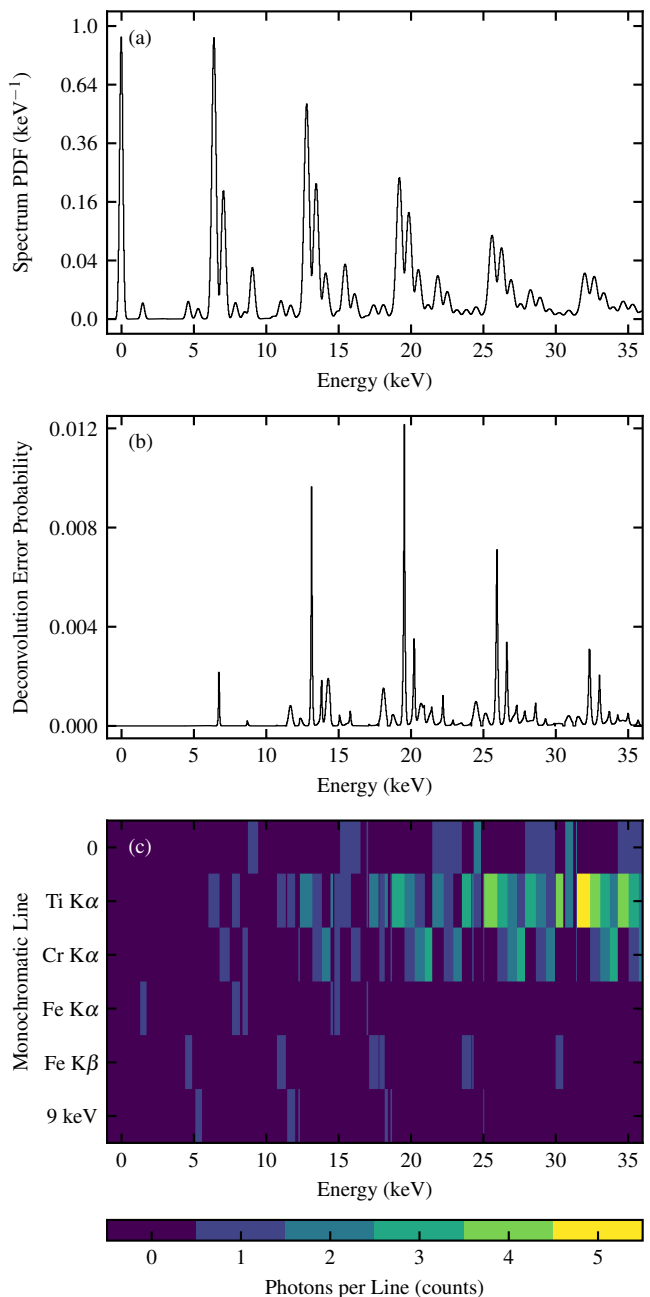 (a)
1.0
0.64
0.36
0.16
0.04
0.0
Spectrum PDF (keV⁻¹)
0 5 10 15 20 25 30 35
Energy (keV)
(b)
0.012
0.008
0.004
0.000
Deconvolution Error Probability
0 5 10 15 20 25 30 35
Energy (keV)
(c)
0
Ti Kα
Cr Kα
Fe Kα
Fe Kβ
9 keV
Monochromatic Line
0 5 10 15 20 25 30 35
Energy (keV)
0 1 2 3 4 5
Photons per Line (counts)